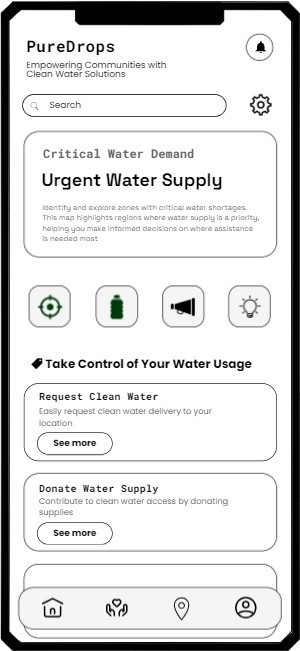 PureDrops
Empowering Communities with
Clean Water Solutions
Search
Critical Water Demand
Urgent Water Supply
Identify and explore zones with critical water shortages.
This map highlights regions where water supply is a priority,
helping you make informed decisions on where assistance
is needed most
Take Control of Your Water Usage
Request Clean Water
Easily request clean water delivery to your
location
See more
Donate Water Supply
Contribute to clean water access by donating
supplies
See more